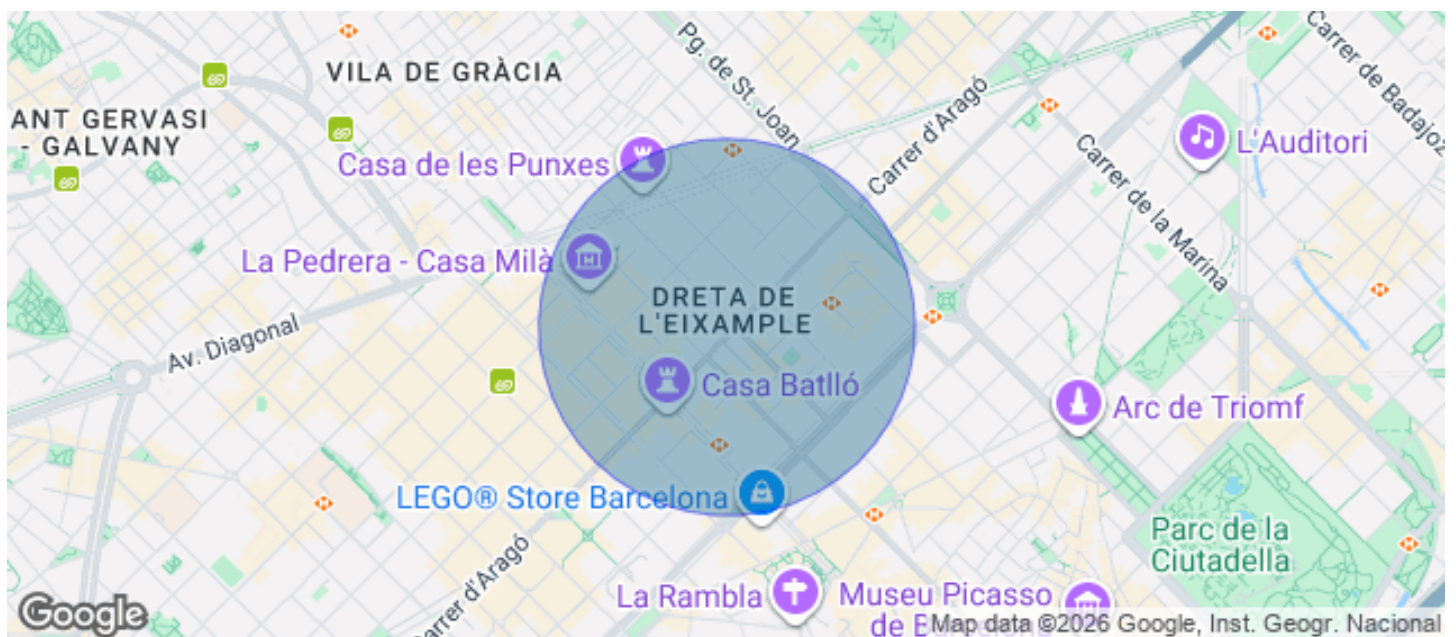 Pg. de St. Joan
Carrer de Badajoz
VILA DE GRÀCIA
ANT GERVASI
- GALVANY
Carrer d'Aragó
L'Auditori
Casa de les Punxes
Carrer de la Marina
La Pedrera - Casa Milà
DRETA DE
L'EIXAMPLE
Av. Diagonal
Casa Batlló
Arc de Triomf
LEGO® Store Barcelona
Parc de la
Ciutadella
Carrer d'Aragó
La Rambla
Museu Picasso
de B
Google
Map data ©2026 Google, Inst. Geogr. Nacional